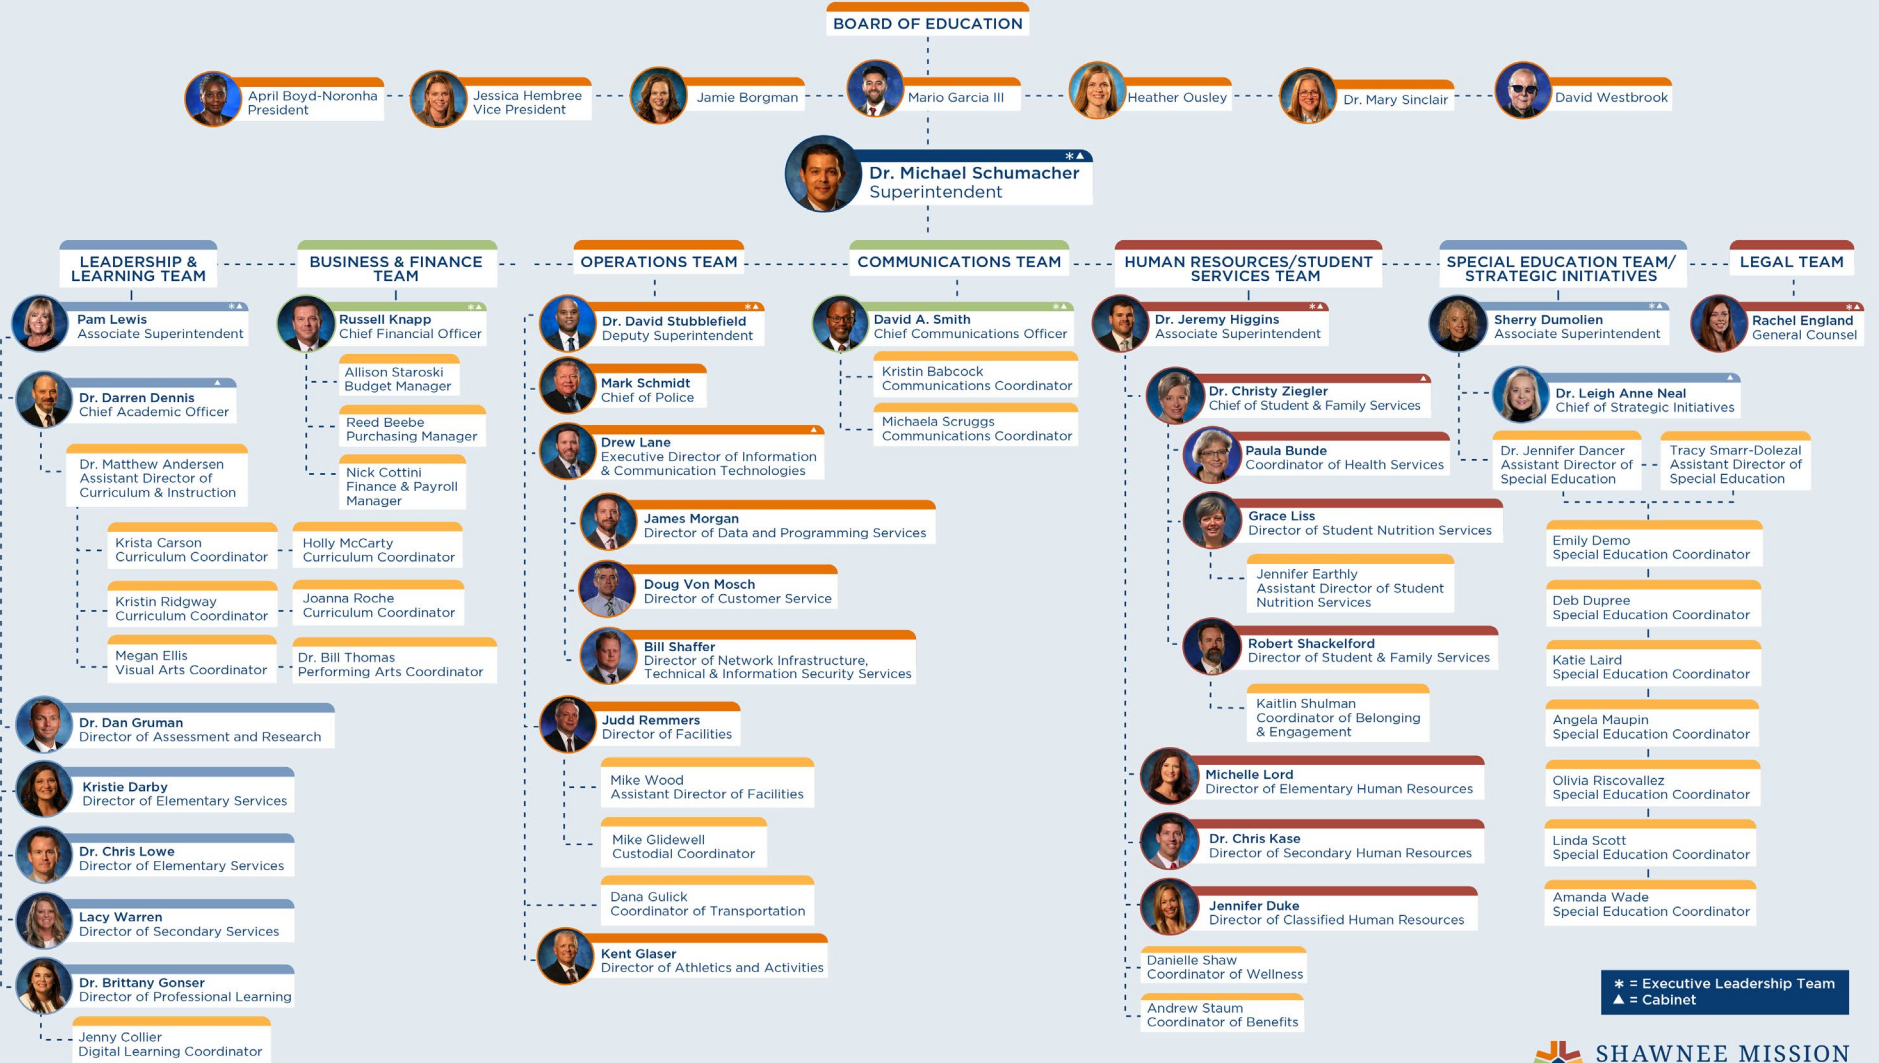 BOARD OF EDUCATION
April Boyd-Noronha
President
Jessica Hembree
Vice President
Jamie Borgman
Mario Garcia III
Heather Ousley
Dr. Mary Sinclair
David Westbrook
*▲
Dr. Michael Schumacher
Superintendent
LEADERSHIP &
LEARNING TEAM
*▲
Pam Lewis
Associate Superintendent
▲
Dr. Darren Dennis
Chief Academic Officer
Dr. Matthew Andersen
Assistant Director of
Curriculum & Instruction
Krista Carson
Curriculum Coordinator
Holly McCarty
Curriculum Coordinator
Kristin Ridgway
Curriculum Coordinator
Joanna Roche
Curriculum Coordinator
Megan Ellis
Visual Arts Coordinator
Dr. Bill Thomas
Performing Arts Coordinator
Dr. Dan Gruman
Director of Assessment and Research
Kristie Darby
Director of Elementary Services
Dr. Chris Lowe
Director of Elementary Services
Lacy Warren
Director of Secondary Services
Dr. Brittany Gonser
Director of Professional Learning
Jenny Collier
Digital Learning Coordinator
BUSINESS & FINANCE
TEAM
*▲
Russell Knapp
Chief Financial Officer
Allison Staroski
Budget Manager
Reed Beebe
Purchasing Manager
Nick Cottini
Finance & Payroll
Manager
OPERATIONS TEAM
*▲
Dr. David Stubblefield
Deputy Superintendent
Mark Schmidt
Chief of Police
▲
Drew Lane
Executive Director of Information
& Communication Technologies
James Morgan
Director of Data and Programming Services
Doug Von Mosch
Director of Customer Service
Bill Shaffer
Director of Network Infrastructure,
Technical & Information Security Services
Judd Remmers
Director of Facilities
Mike Wood
Assistant Director of Facilities
Mike Glidewell
Custodial Coordinator
Dana Gulick
Coordinator of Transportation
Kent Glaser
Director of Athletics and Activities
COMMUNICATIONS TEAM
*▲
David A. Smith
Chief Communications Officer
Kristin Babcock
Communications Coordinator
Michaela Scruggs
Communications Coordinator
HUMAN RESOURCES/STUDENT
SERVICES TEAM
*▲
Dr. Jeremy Higgins
Associate Superintendent
▲
Dr. Christy Ziegler
Chief of Student & Family Services
Paula Bunde
Coordinator of Health Services
Grace Liss
Director of Student Nutrition Services
Jennifer Earthly
Assistant Director of Student
Nutrition Services
Robert Shackelford
Director of Student & Family Services
Kaitlin Shulman
Coordinator of Belonging
& Engagement
Michelle Lord
Director of Elementary Human Resources
Dr. Chris Kase
Director of Secondary Human Resources
Jennifer Duke
Director of Classified Human Resources
Danielle Shaw
Coordinator of Wellness
Andrew Staum
Coordinator of Benefits
SPECIAL EDUCATION TEAM/
STRATEGIC INITIATIVES
*▲
Sherry Dumolien
Associate Superintendent
▲
Dr. Leigh Anne Neal
Chief of Strategic Initiatives
Dr. Jennifer Dancer
Assistant Director of
Special Education
Tracy Smarr-Dolezal
Assistant Director of
Special Education
Emily Demo
Special Education Coordinator
Deb Dupree
Special Education Coordinator
Katie Laird
Special Education Coordinator
Angela Maupin
Special Education Coordinator
Olivia Riscovallez
Special Education Coordinator
Linda Scott
Special Education Coordinator
Amanda Wade
Special Education Coordinator
LEGAL TEAM
*▲
Rachel England
General Counsel
* = Executive Leadership Team
▲ = Cabinet
SHAWNEE MISSION